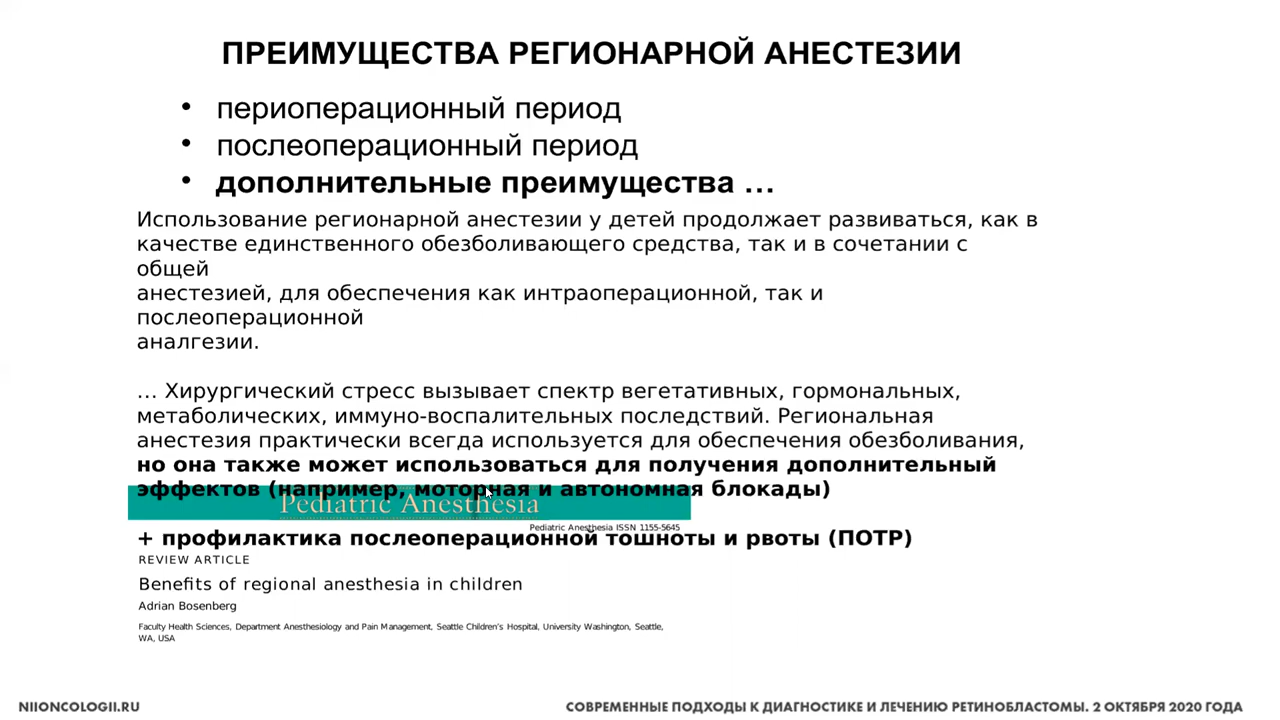 ПРЕИМУЩЕСТВА РЕГИОНАРНОЙ АНЕСТЕЗИИ
• периоперационный период
• послеоперационный период
• дополнительные преимущества …
Использование регионарной анестезии у детей продолжает развиваться, как в
качестве единственного обезболивающего средства, так и в сочетании с
общей
анестезией, для обеспечения как интраоперационной, так и
послеоперационной
аналгезии.
… Хирургический стресс вызывает спектр вегетативных, гормональных,
метаболических, иммуно-воспалительных последствий. Региональная
анестезия практически всегда используется для обеспечения обезболивания,
но она также может использоваться для получения дополнительный
эффектов (например, моторная и автономная блокады)
Pediatric Anesthesia
Pediatric Anesthesia ISSN 1155-5645
+ профилактика послеоперационной тошноты и рвоты (ПОТР)
REVIEW ARTICLE
Benefits of regional anesthesia in children
Adrian Bosenberg
Faculty Health Sciences, Department Anesthesiology and Pain Management, Seattle Children's Hospital, University Washington, Seattle,
WA, USA
NIIONCOLOGII.RU
СОВРЕМЕННЫЕ ПОДХОДЫ К ДИАГНОСТИКЕ И ЛЕЧЕНИЮ РЕТИНОБЛАСТОМЫ. 2 ОКТЯБРЯ 2020 ГОДА